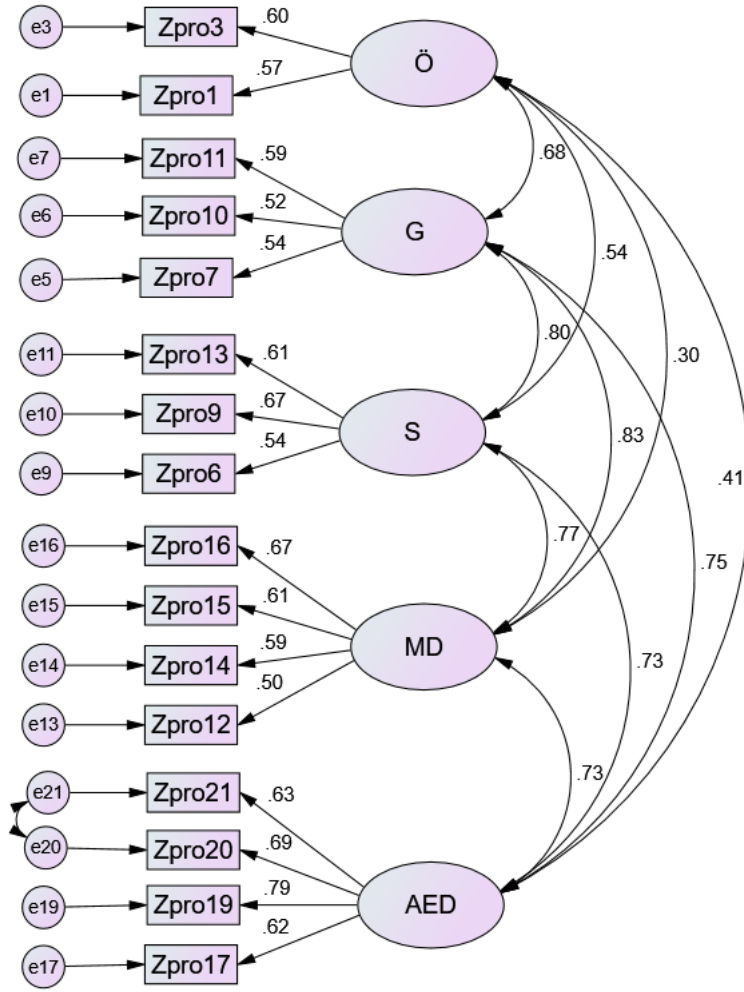 e3 Zpro3 .60 Ö
e1 Zpro1 .57
e7 Zpro11 .59 .68
e6 Zpro10 .52 G
e5 Zpro7 .54 .54
e11 Zpro13 .61 .80 .30
e10 Zpro9 .67 S .83
e9 Zpro6 .54 .41
e16 Zpro16 .67 .77 .75
e15 Zpro15 .61
e14 Zpro14 .59 MD .73
e13 Zpro12 .50
e21 Zpro21 .63 .73
e20 Zpro20 .69
e19 Zpro19 .79 AED
e17 Zpro17 .62